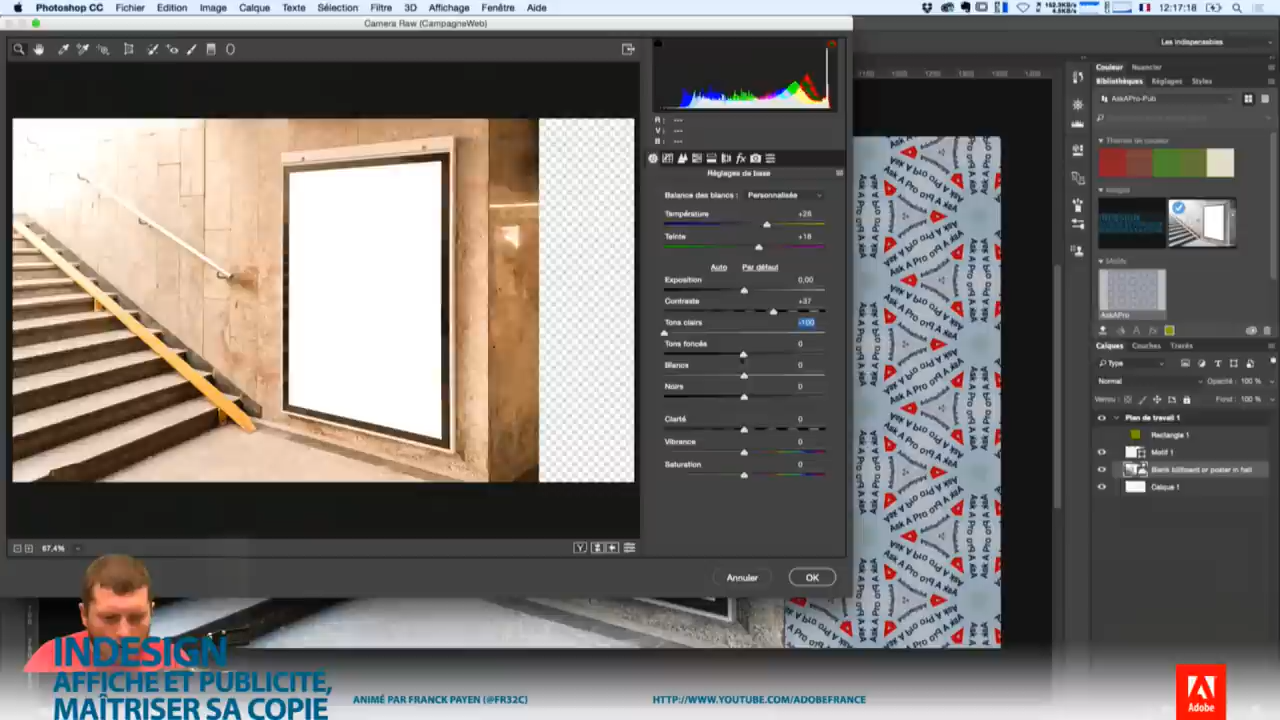 Photoshop CC Fichier Edition Image Calque Texte Sélection Filtre 3D Affichage Fenêtre Aide
12:17:18
Camera Raw (CampagneWeb)
Les indispensables
Couleur Nuancier
Bibliothèques Réglages Styles
AskAPro-Pub
Thèmes de couleur
Images
Motifs
AskAPro
R : ---
V : ---
B : ---
Réglages de base
Balance des blancs : Personnalisée
Température +28
Teinte +18
Auto Par défaut
Exposition 0,00
Contraste +37
Tons clairs -100
Tons foncés 0
Blancs 0
Noirs 0
Clarté 0
Vibrance 0
Saturation 0
67,4%
Y
Annuler OK
Calques Couches Tracés
Type
Normal Opacité : 100 %
Verrou : Fond : 100 %
Plan de travail 1
Rectangle 1
Motif 1
Blank billboard or poster in hall
Calque 1
Ask A Pro
INDESIGN
AFFICHE ET PUBLICITE,
MAÎTRISER SA COPIE
ANIMÉ PAR FRANCK PAYEN (@FR32C)
HTTP://WWW.YOUTUBE.COM/ADOBEFRANCE
Adobe